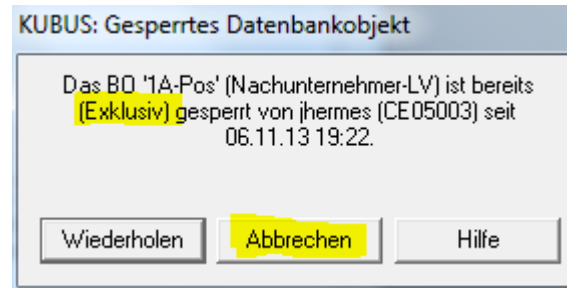 KUBUS: Gesperrtes Datenbankobjekt
Das BO '1A-Pos' (Nachunternehmer-LV) ist bereits
(Exklusiv) gesperrt von jhermes (CE05003) seit
06.11.13 19:22.
Wiederholen Abbrechen Hilfe